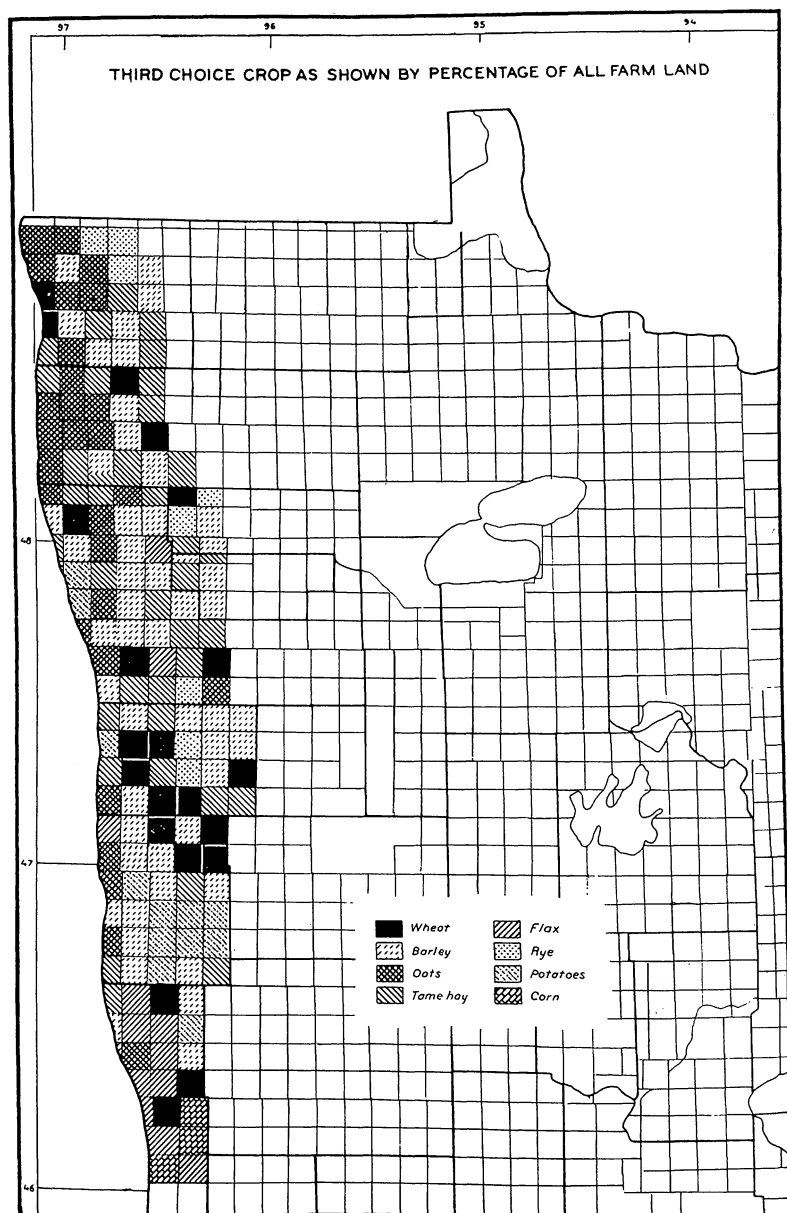 97 96 95 94
THIRD CHOICE CROP AS SHOWN BY PERCENTAGE OF ALL FARM LAND
48
47
Wheat Flax
Barley Rye
Oats Potatoes
Tame hay Corn
46